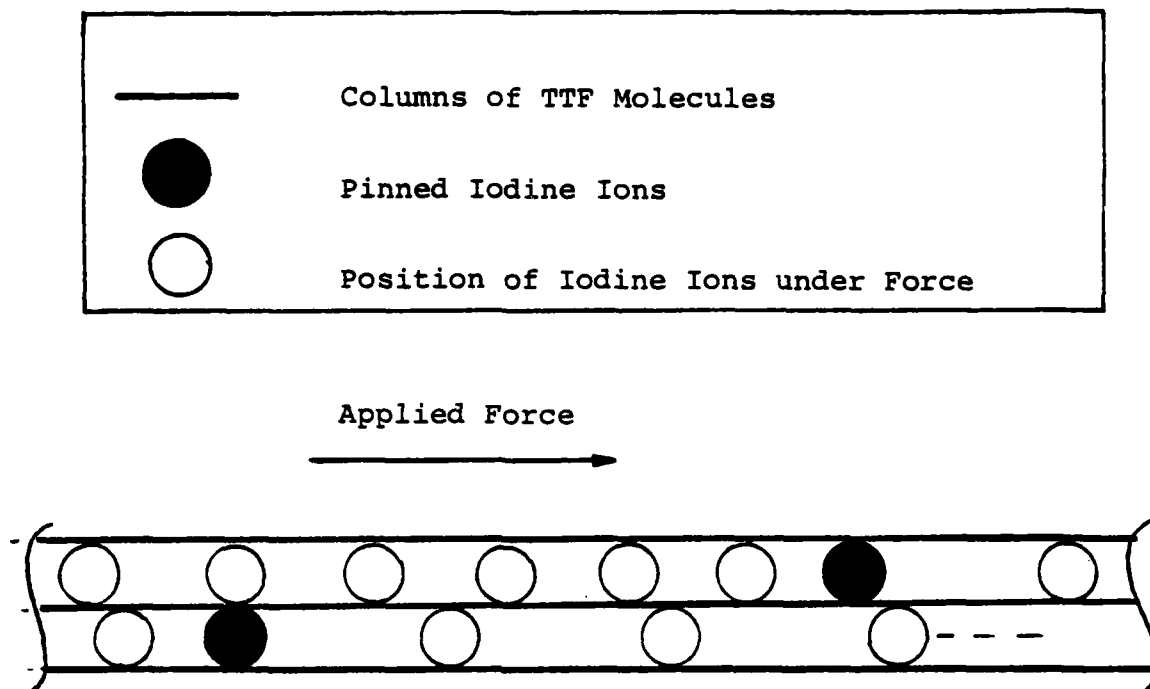 Columns of TTF Molecules
Pinned Iodine Ions
Position of Iodine Ions under Force
Applied Force